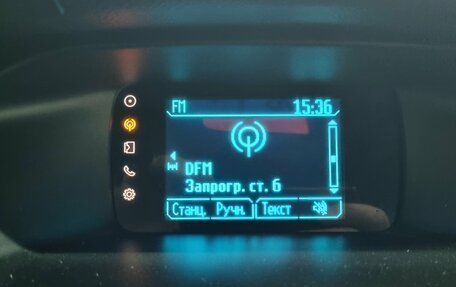 FM 15:36
DFM
Запрогр. ст. 6
Станц. Ручн. Текст